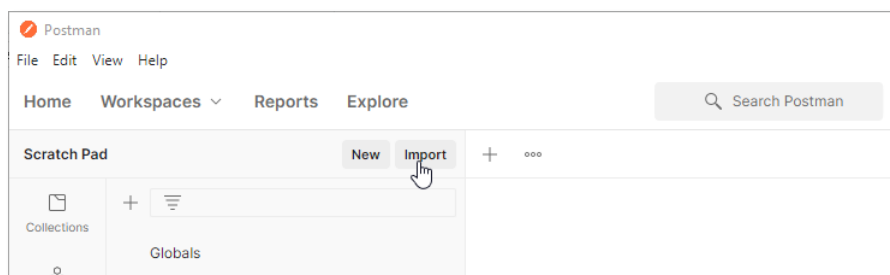 Postman
File Edit View Help
Home Workspaces Reports Explore Search Postman
Scratch Pad New Import
Collections
Globals